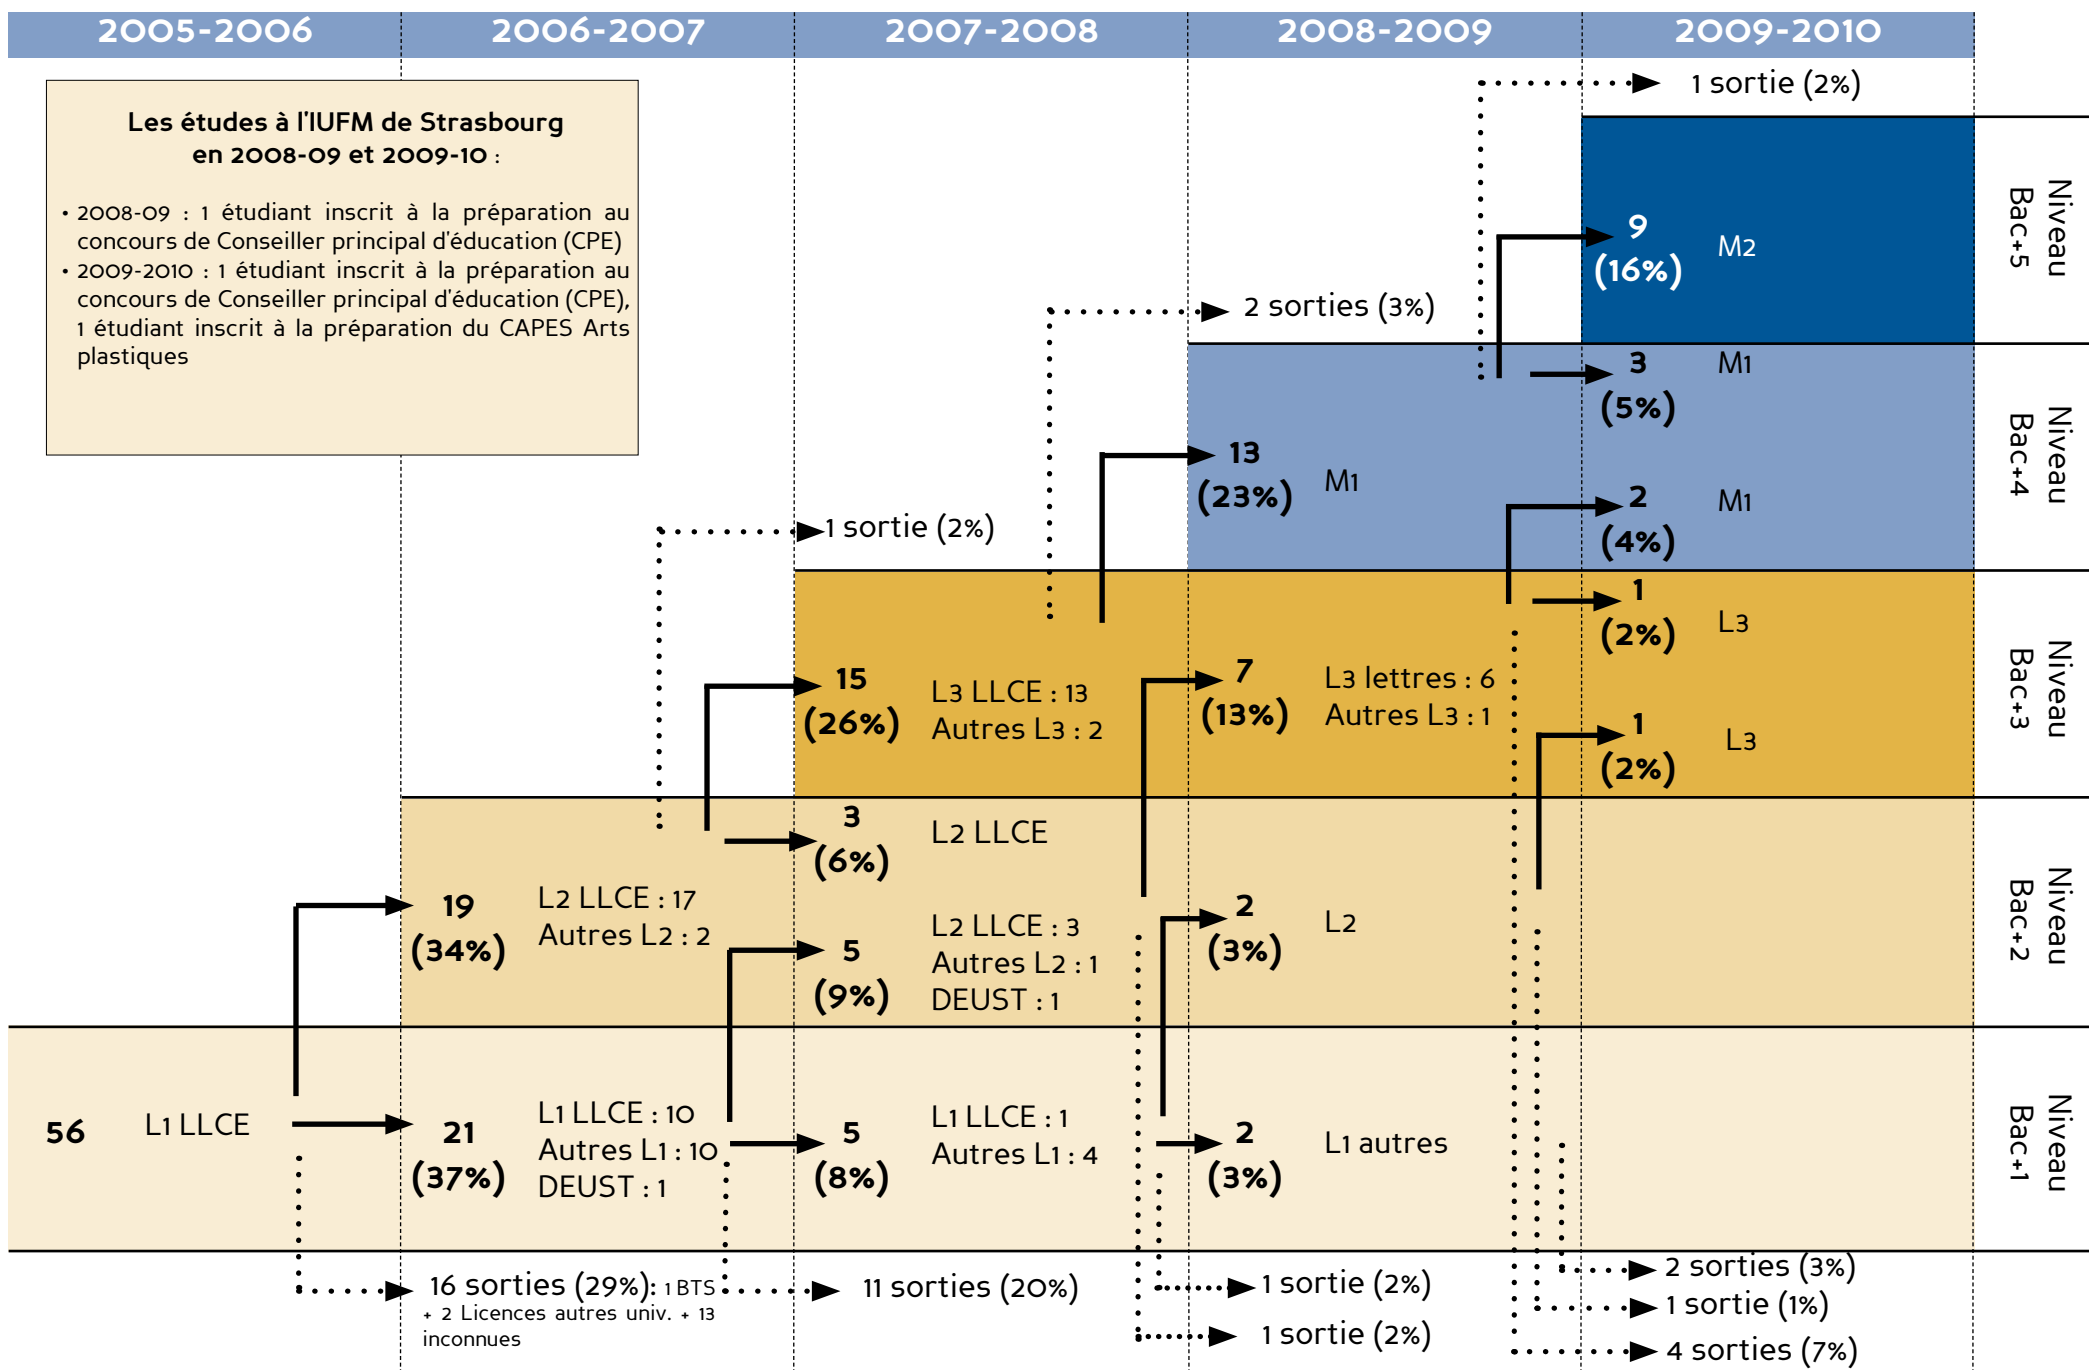 2005-2006
2006-2007
2007-2008
2008-2009
2009-2010
Les études à l'IUFM de Strasbourg
en 2008-09 et 2009-10 :
• 2008-09 : 1 étudiant inscrit à la préparation au
concours de Conseiller principal d'éducation (CPE)
• 2009-2010 : 1 étudiant inscrit à la préparation au
concours de Conseiller principal d'éducation (CPE),
1 étudiant inscrit à la préparation du CAPES Arts
plastiques
1 sortie (2%)
9
(16%)
M2
Niveau
Bac+5
2 sorties (3%)
3
(5%)
M1
13
(23%)
M1
2
(4%)
M1
Niveau
Bac+4
1 sortie (2%)
15
(26%)
L3 LLCE : 13
Autres L3 : 2
7
(13%)
L3 lettres : 6
Autres L3 : 1
1
(2%)
L3
1
(2%)
L3
Niveau
Bac+3
19
(34%)
L2 LLCE : 17
Autres L2 : 2
3
(6%)
L2 LLCE
5
(9%)
L2 LLCE : 3
Autres L2 : 1
DEUST : 1
2
(3%)
L2
Niveau
Bac+2
56
L1 LLCE
21
(37%)
L1 LLCE : 10
Autres L1 : 10
DEUST : 1
5
(8%)
L1 LLCE : 1
Autres L1 : 4
2
(3%)
L1 autres
Niveau
Bac+1
16 sorties (29%): 1 BTS
+ 2 Licences autres univ. + 13
inconnues
11 sorties (20%)
1 sortie (2%)
1 sortie (2%)
2 sorties (3%)
1 sortie (1%)
4 sorties (7%)